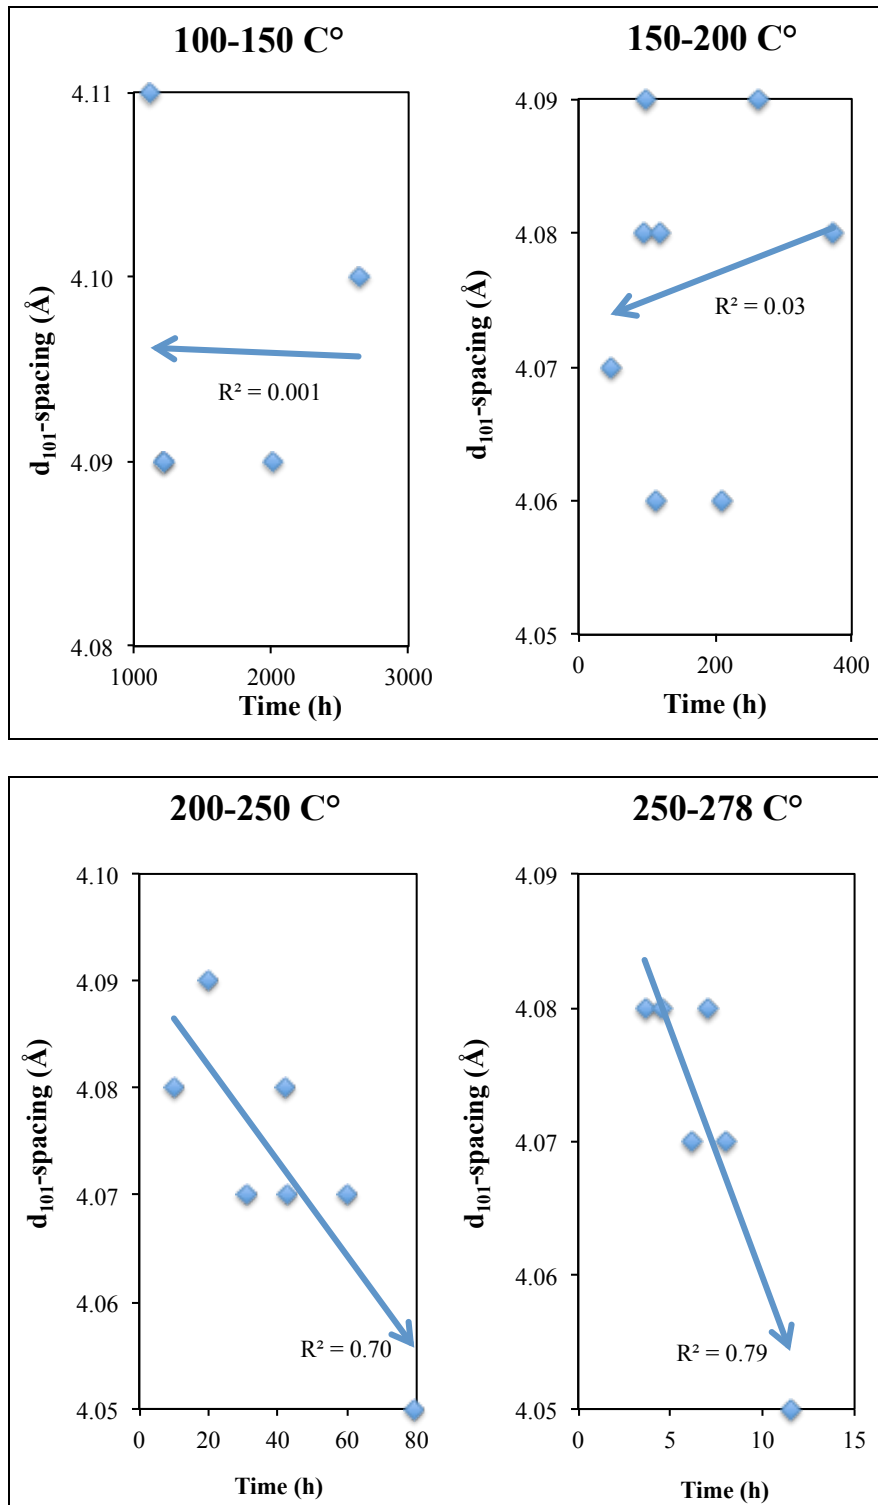 100-150 C°
150-200 C°
4.11
4.10
4.09
4.08
d₁₀₁-spacing (Å)
R² = 0.001
1000
2000
3000
Time (h)
4.09
4.08
4.07
4.06
4.05
d₁₀₁-spacing (Å)
R² = 0.03
0
200
400
Time (h)
200-250 C°
250-278 C°
4.10
4.09
4.08
4.07
4.06
4.05
d₁₀₁-spacing (Å)
R² = 0.70
0
20
40
60
80
Time (h)
4.09
4.08
4.07
4.06
4.05
d₁₀₁-spacing (Å)
R² = 0.79
0
5
10
15
Time (h)